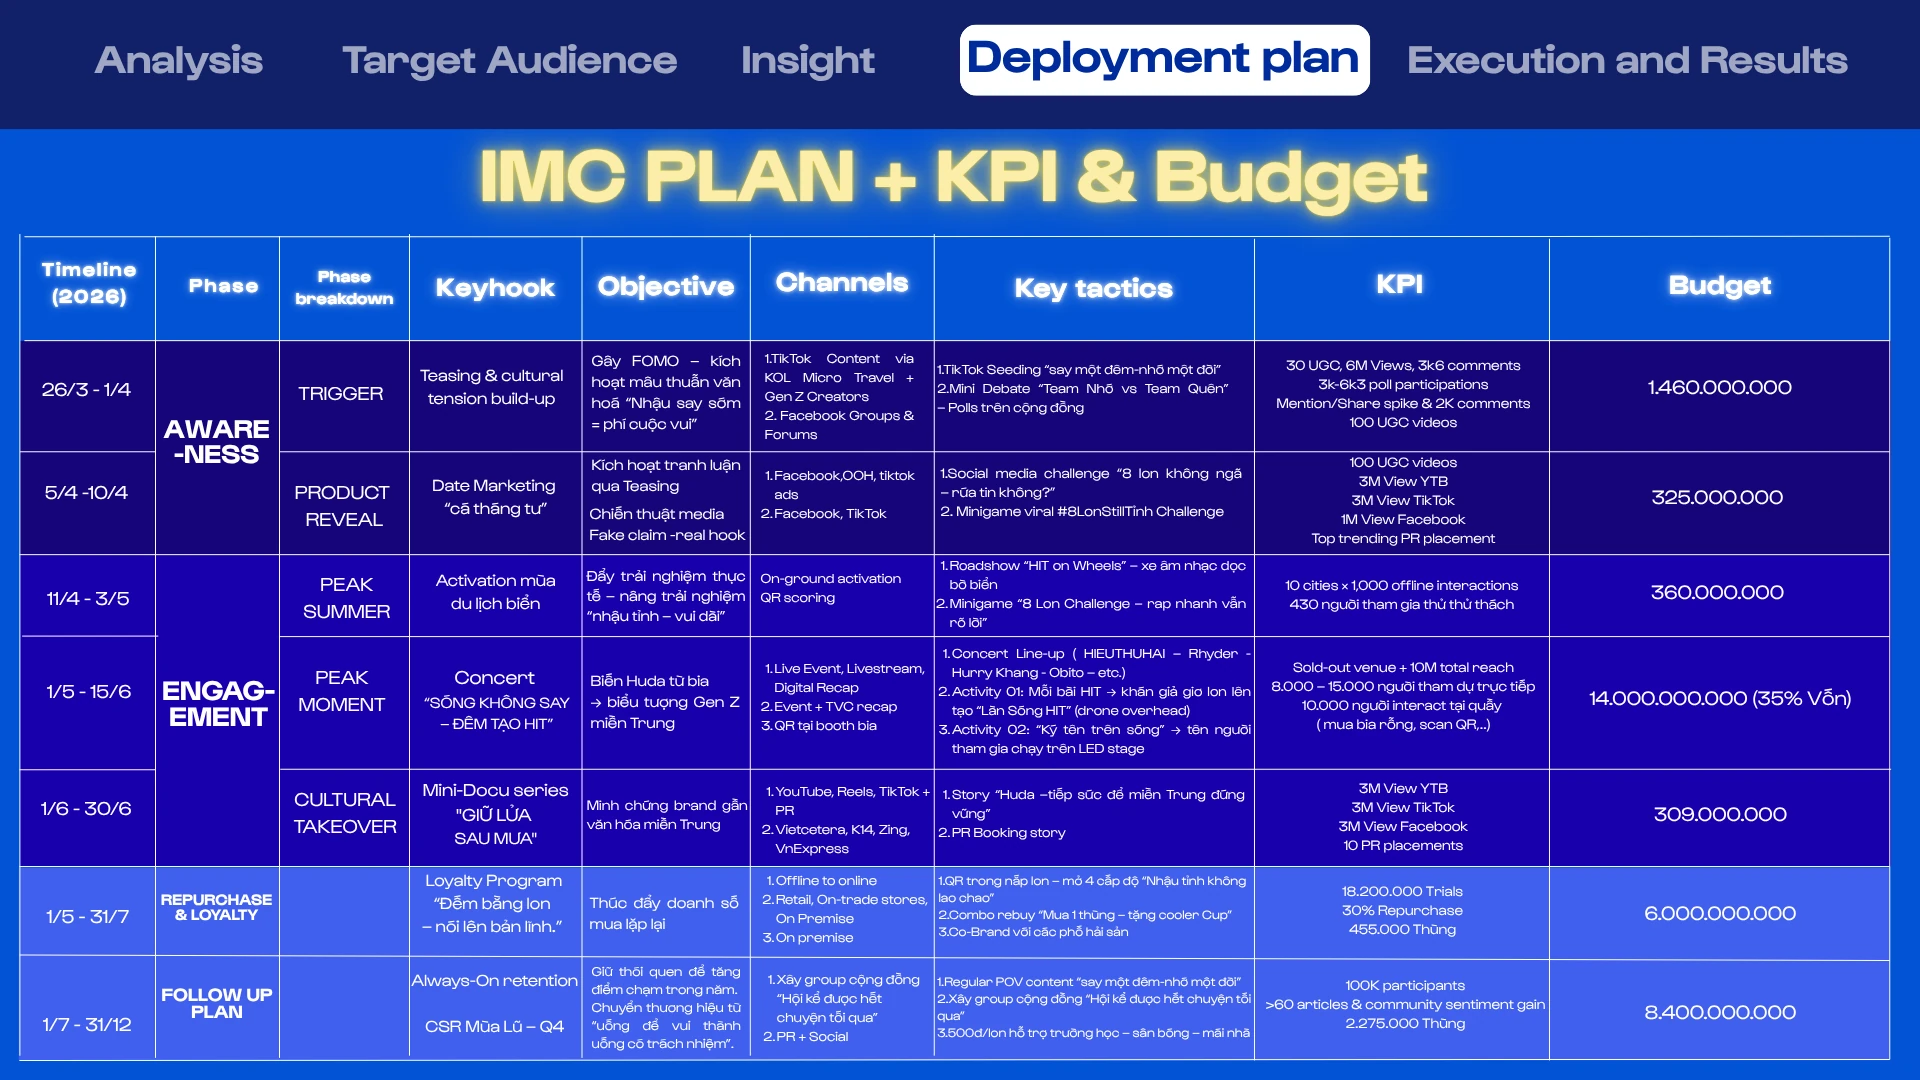 Analysis
Target Audience
Insight
Deployment plan
Execution and Results
IMC PLAN + KPI & Budget
Timeline
(2026)
Phase
Phase
breakdown
Keyhook
Objective
Channels
Key tactics
KPI
Budget
26/3 - 1/4
AWARE
-NESS
TRIGGER
Teasing & cultural
tension build-up
Gây FOMO – kích
hoạt mâu thuẫn văn
hoá “Nhậu say sớm
= phí cuộc vui”
1.TikTok Content via
KOL Micro Travel +
Gen Z Creators
2. Facebook Groups &
Forums
1.TikTok Seeding “say một đêm-nhớ một đời”
2.Mini Debate “Team Nhớ vs Team Quên”
– Polls trên cộng đồng
30 UGC, 6M Views, 3k6 comments
3k-6k3 poll participations
Mention/Share spike & 2K comments
100 UGC videos
1.460.000.000
5/4 -10/4
PRODUCT
REVEAL
Date Marketing
“cá tháng tư”
Kích hoạt tranh luận
qua Teasing
Chiến thuật media
Fake claim -real hook
1. Facebook,OOH, tiktok
ads
2. Facebook, TikTok
1.Social media challenge “8 lon không ngã
– rứa tin không?”
2. Minigame viral #8LonStillTỉnh Challenge
100 UGC videos
3M View YTB
3M View TikTok
1M View Facebook
Top trending PR placement
325.000.000
11/4 - 3/5
ENGAG-
EMENT
PEAK
SUMMER
Activation mùa
du lịch biển
Đẩy trải nghiệm thực
tế – nâng trải nghiệm
“nhậu tỉnh – vui dài”
On-ground activation
QR scoring
1. Roadshow “HIT on Wheels” – xe âm nhạc dọc
bờ biển
2. Minigame “8 Lon Challenge – rap nhanh vẫn
rõ lời”
10 cities × 1,000 offline interactions
430 người tham gia thử thử thách
360.000.000
1/5 - 15/6
PEAK
MOMENT
Concert
“SÓNG KHÔNG SAY
– ĐÊM TẠO HIT”
Biến Huda từ bia
→ biểu tượng Gen Z
miền Trung
1. Live Event, Livestream,
Digital Recap
2. Event + TVC recap
3. QR tại booth bia
1. Concert Line-up ( HIEUTHUHAI – Rhyder -
Hurry Khang - Obito – etc.)
2. Activity 01: Mỗi bài HIT → khán giả giơ lon lên
tạo “Làn Sóng HIT” (drone overhead)
3. Activity 02: “Ký tên trên sóng” → tên người
tham gia chạy trên LED stage
Sold-out venue + 10M total reach
8.000 – 15.000 người tham dự trực tiếp
10.000 người interact tại quầy
( mua bia rỗng, scan QR,..)
14.000.000.000 (35% Vốn)
1/6 - 30/6
CULTURAL
TAKEOVER
Mini-Docu series
"GIỮ LỬA
SAU MƯA"
Minh chứng brand gắn
văn hóa miền Trung
1. YouTube, Reels, TikTok +
PR
2. Vietcetera, K14, Zing,
VnExpress
1. Story “Huda –tiếp sức để miền Trung đứng
vững”
2. PR Booking story
3M View YTB
3M View TikTok
3M View Facebook
10 PR placements
309.000.000
1/5 - 31/7
REPURCHASE
& LOYALTY
Loyalty Program
“Đếm bằng lon
– nói lên bản lĩnh.”
Thúc đẩy doanh số
mua lặp lại
1. Offline to online
2. Retail, On-trade stores,
On Premise
3. On premise
1.QR trong nắp lon – mở 4 cấp độ “Nhậu tỉnh không
lao chao”
2.Combo rebuy “Mua 1 thùng – tặng cooler Cup”
3.Co-Brand với các phố hải sản
18.200.000 Trials
30% Repurchase
455.000 Thùng
6.000.000.000
1/7 - 31/12
FOLLOW UP
PLAN
Always-On retention
CSR Mùa Lũ – Q4
Giữ thói quen để tăng
điểm chạm trong năm.
Chuyển thương hiệu từ
“uống để vui thành
uống có trách nhiệm”.
1. Xây group cộng đồng
“Hội kể được hết
chuyện tối qua”
2. PR + Social
1.Regular POV content “say một đêm-nhớ một đời”
2.Xây group cộng đồng “Hội kể được hết chuyện tối
qua”
3.500đ/lon hỗ trợ trường học – sân bóng – mái nhà
100K participants
>60 articles & community sentiment gain
2.275.000 Thùng
8.400.000.000